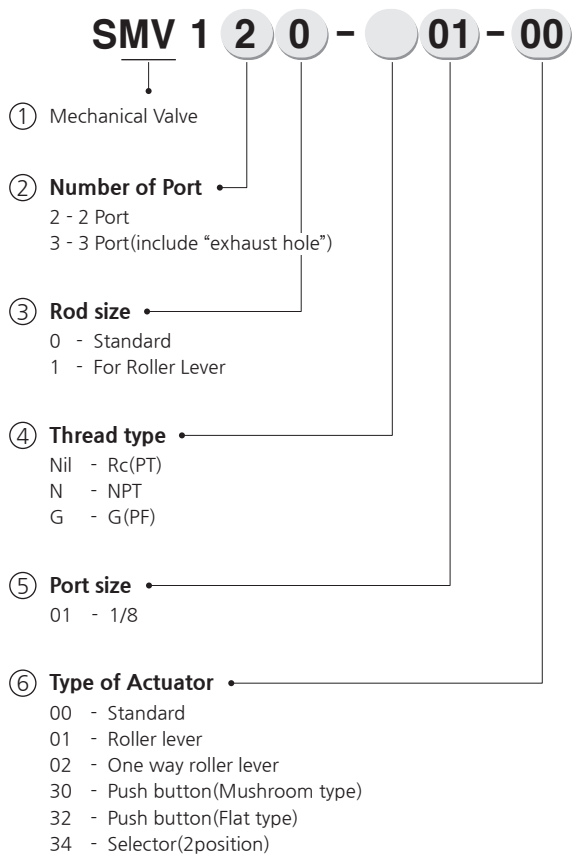 SMV 1 2 0 - 01 - 00
① Mechanical Valve
② Number of Port
2 - 2 Port
3 - 3 Port(include “exhaust hole”)
③ Rod size
0 - Standard
1 - For Roller Lever
④ Thread type
Nil - Rc(PT)
N - NPT
G - G(PF)
⑤ Port size
01 - 1/8
⑥ Type of Actuator
00 - Standard
01 - Roller lever
02 - One way roller lever
30 - Push button(Mushroom type)
32 - Push button(Flat type)
34 - Selector(2position)